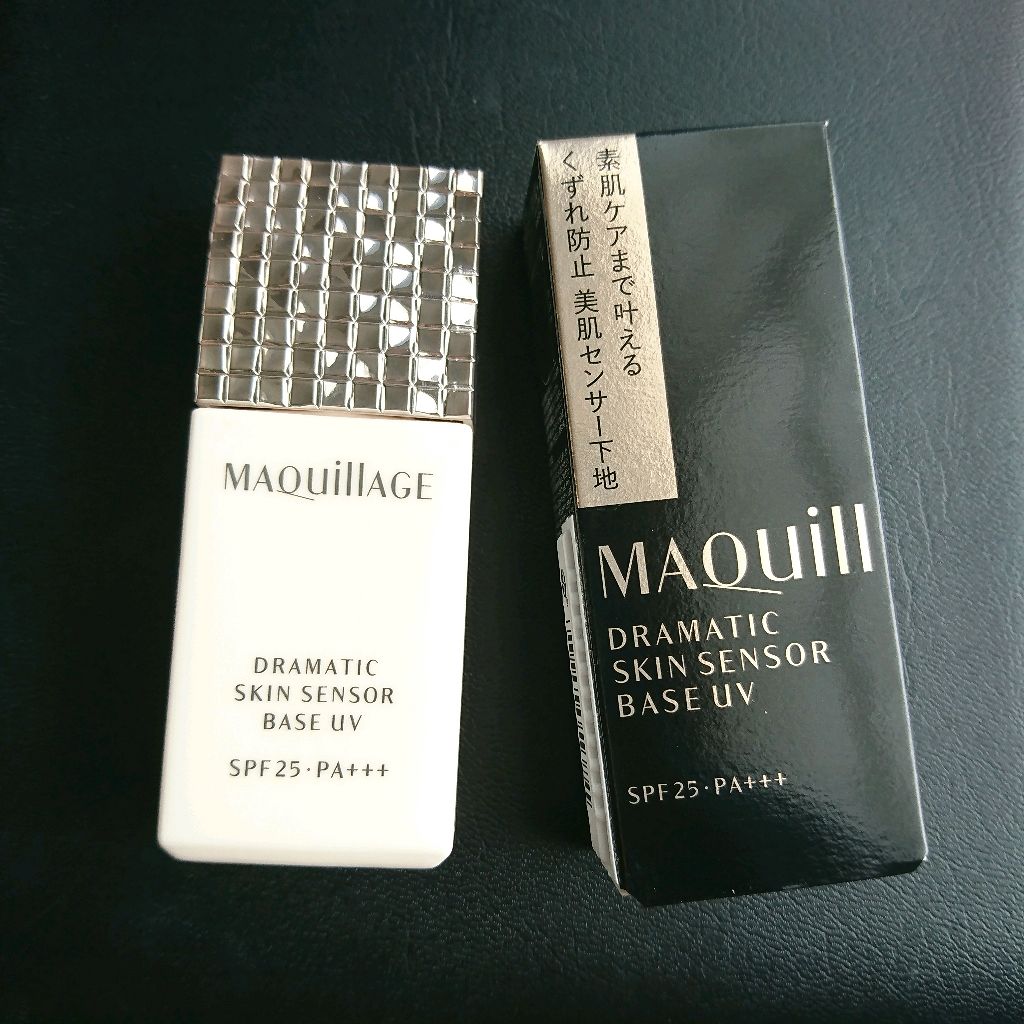 MAQuillAGE
DRAMATIC
SKIN SENSOR
BASE UV
SPF25・PA+++
素肌ケアまで叶える
くずれ防止 美肌センサー下地
MAQuill
DRAMATIC
SKIN SENSOR
BASE UV
SPF25・PA+++